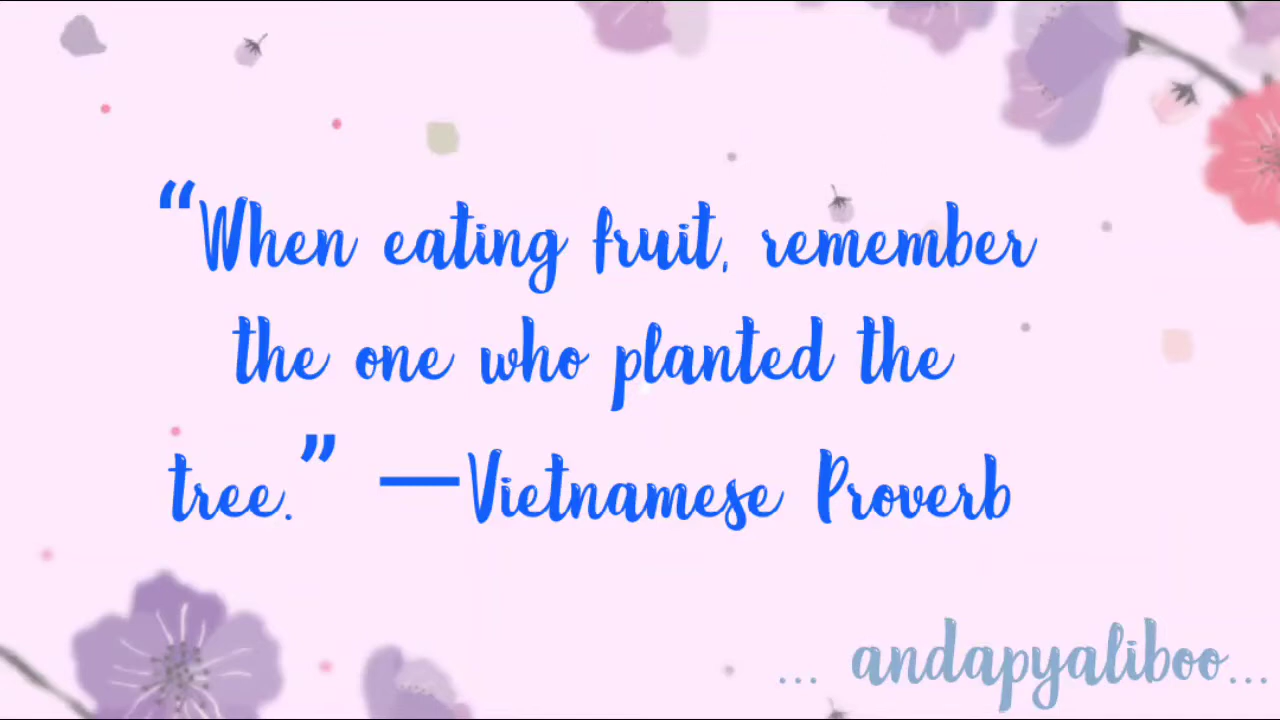 “When eating fruit, remember
the one who planted the
tree.” —Vietnamese Proverb
... andapyaliboo...